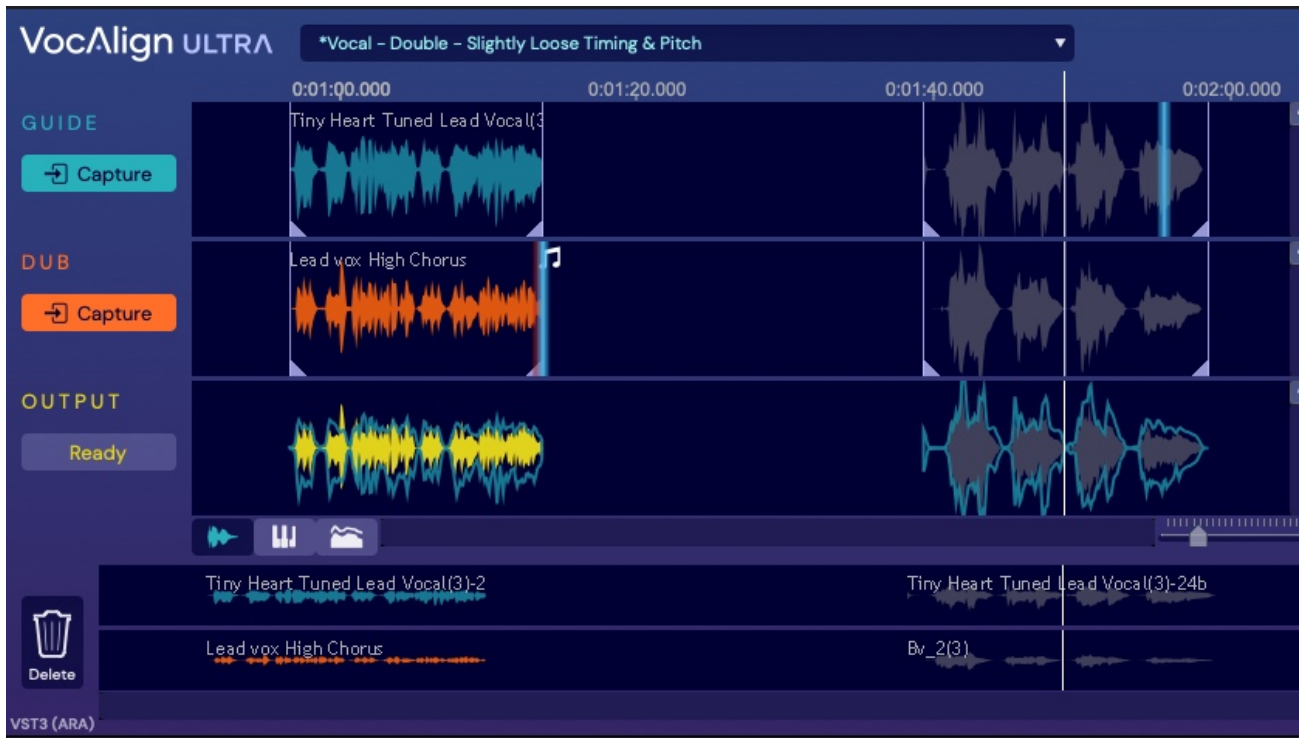 VocAlign ULTRA
*Vocal - Double - Slightly Loose Timing & Pitch
0:01:00.000 0:01:20.000 0:01:40.000 0:02:00.000
GUIDE
Tiny Heart Tuned Lead Vocal(3
Capture
DUB
Lead vox High Chorus
Capture
OUTPUT
Ready
Tiny Heart Tuned Lead Vocal(3)-2
Tiny Heart Tuned Lead Vocal(3)-24b
Lead vox High Chorus
Bv_2(3)
Delete
VST3 (ARA)